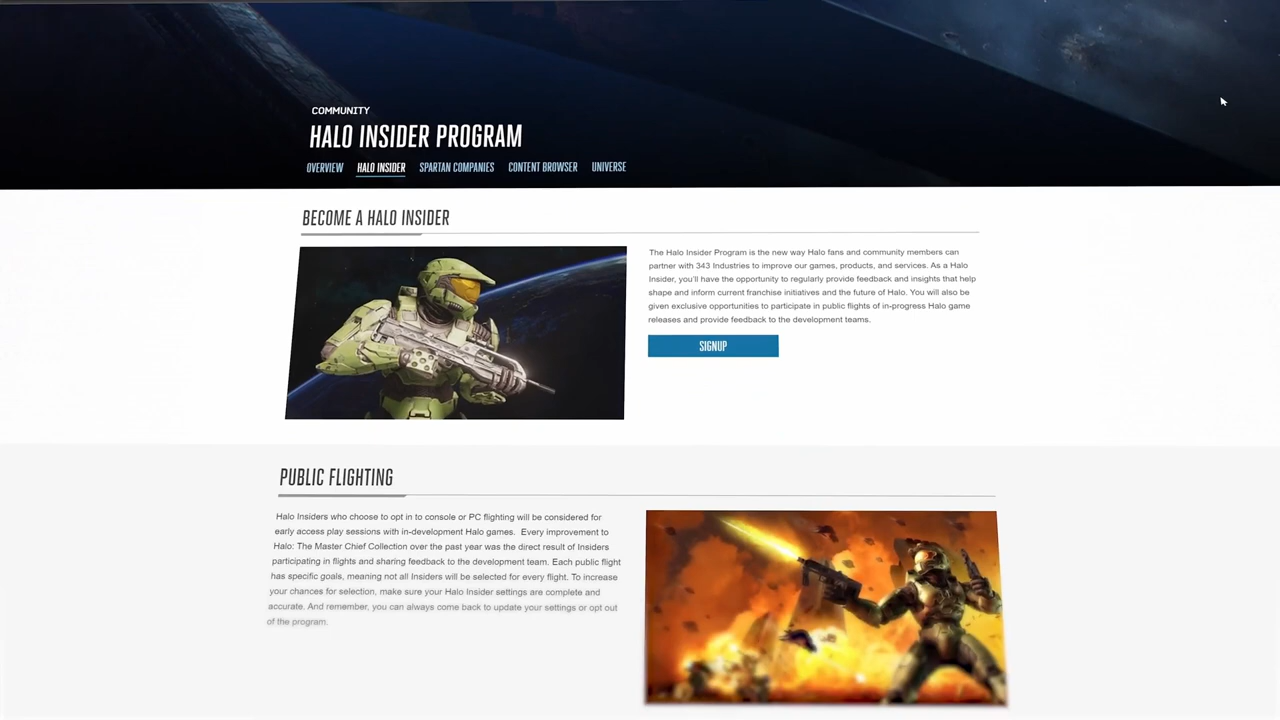 COMMUNITY
HALO INSIDER PROGRAM
OVERVIEW HALO INSIDER SPARTAN COMPANIES CONTENT BROWSER UNIVERSE
BECOME A HALO INSIDER
The Halo Insider Program is the new way Halo fans and community members can
partner with 343 Industries to improve our games, products, and services. As a Halo
Insider, you'll have the opportunity to regularly provide feedback and insights that help
shape and inform current franchise initiatives and the future of Halo. You will also be
given exclusive opportunities to participate in public flights of in-progress Halo game
releases and provide feedback to the development teams.
SIGNUP
PUBLIC FLIGHTING
Halo Insiders who choose to opt in to console or PC flighting will be considered for
early access play sessions with in-development Halo games. Every improvement to
Halo: The Master Chief Collection over the past year was the direct result of Insiders
participating in flights and sharing feedback to the development team. Each public flight
has specific goals, meaning not all Insiders will be selected for every flight. To increase
your chances for selection, make sure your Halo Insider settings are complete and
accurate. And remember, you can always come back to update your settings or opt out
of the program.